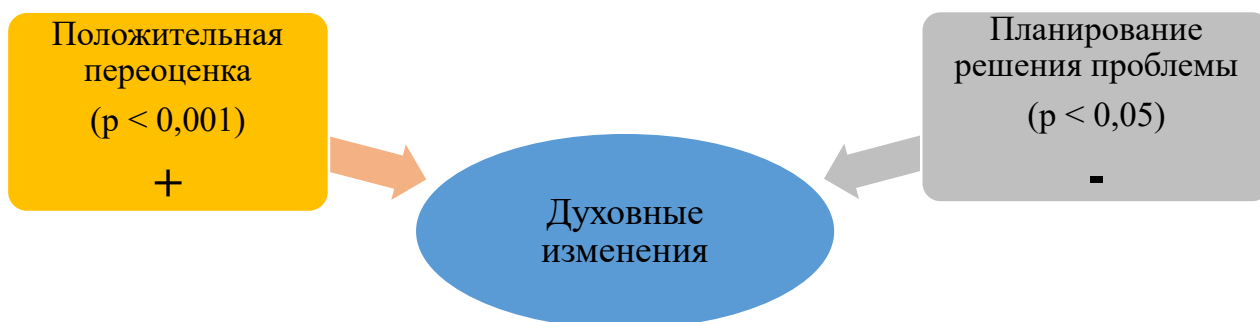 Положительная
переоценка
(p < 0,001)
+
Планирование
решения проблемы
(p < 0,05)
-
Духовные
изменения